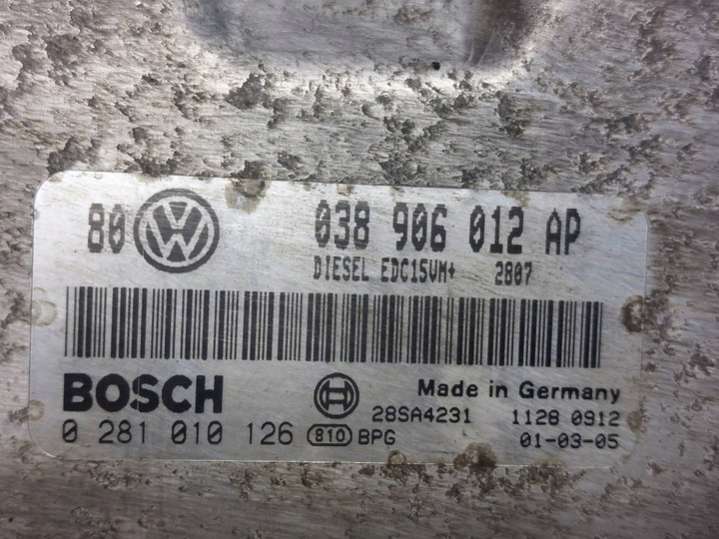 80 VW 038 906 012 AP
DIESEL EDC15VM+ 2807
BOSCH Made in Germany
28SA4231 1128 0912
0 281 010 126 810 BPG 01-03-05